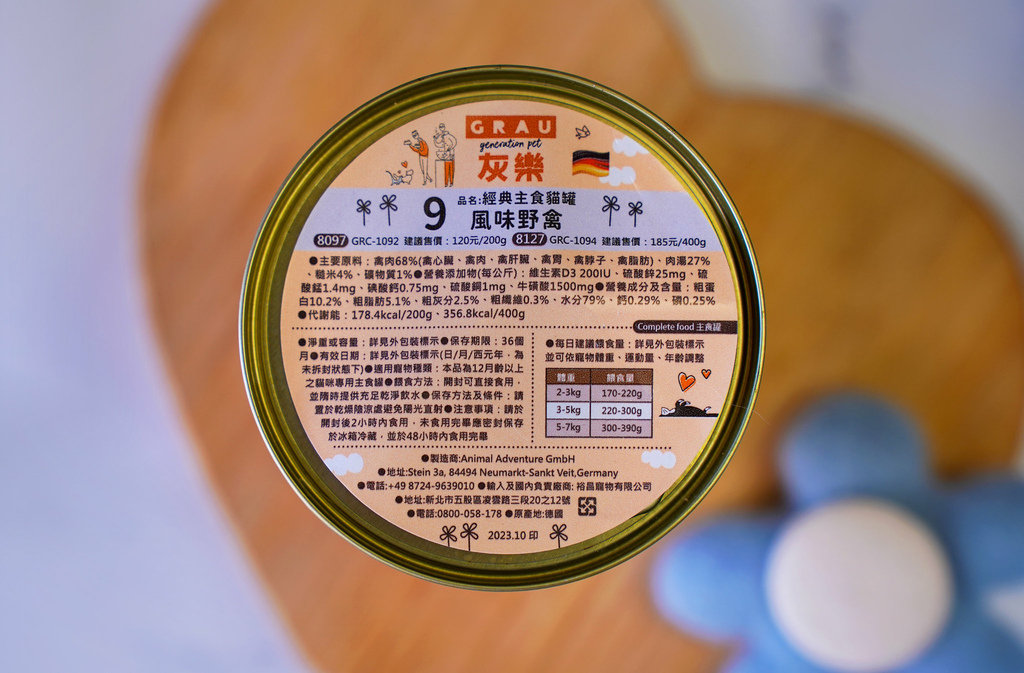 GRAU
generation pet
灰樂
9 品名:經典主食貓罐
風味野禽
8097 GRC-1092 建議售價：120元/200g 8127 GRC-1094 建議售價：185元/400g
●主要原料：禽肉68%(禽心臟、禽肉、禽肝臟、禽胃、禽脖子、禽脂肪)、肉湯27%
、糙米4%、礦物質1%●營養添加物(每公斤)：維生素D3 200IU、硫酸鋅25mg、硫
酸錳1.4mg、碘酸鈣0.75mg、硫酸銅1mg、牛磺酸1500mg●營養成分及含量：粗蛋
白10.2%、粗脂肪5.1%、粗灰分2.5%、粗纖維0.3%、水分79%、鈣0.29%、磷0.25%
●代謝能：178.4kcal/200g、356.8kcal/400g
Complete food 主食罐
●淨重或容量：詳見外包裝標示●保存期限：36個
月●有效日期：詳見外包裝標示(日/月/西元年，為
未拆封狀態下)●適用寵物種類：本品為12月齡以上
之貓咪專用主食罐●餵食方法：開封可直接食用，
並隨時提供充足乾淨飲水●保存方法及條件：請
置於乾燥陰涼處避免陽光直射●注意事項：請於
開封後2小時內食用，未食用完畢應密封保存
於冰箱冷藏，並於48小時內食用完畢
●每日建議餵食量：詳見外包裝標示
並可依寵物體重、運動量、年齡調整
體重 餵食量
2-3kg 170-220g
3-5kg 220-300g
5-7kg 300-390g
●製造商:Animal Adventure GmbH
●地址:Stein 3a, 84494 Neumarkt-Sankt Veit,Germany
●電話:+49 8724-9639010 ●輸入及國內負責廠商: 裕昌寵物有限公司
●地址:新北市五股區凌雲路三段20之12號
●電話:0800-058-178 ●原產地:德國
2023.10 印